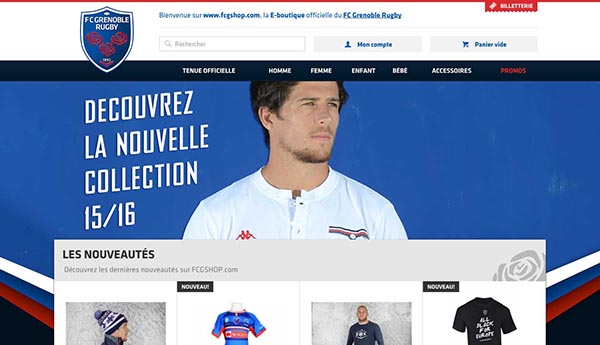 BILLETTERIE
Bienvenue sur www.fcgshop.com, la E-boutique officielle du FC Grenoble Rugby
FC GRENOBLE
RUGBY
1892
Rechercher
Mon compte
Panier vide
TENUE OFFICIELLE HOMME FEMME ENFANT BÉBÉ ACCESSOIRES PROMOS
DECOUVREZ
LA NOUVELLE
COLLECTION
15/16
Kappa
LES NOUVEAUTÉS
Découvrez les dernières nouveautés sur FCGSHOP.com
NOUVEAU!
NOUVEAU!
ALL
BLACK
FOR
EUROPE